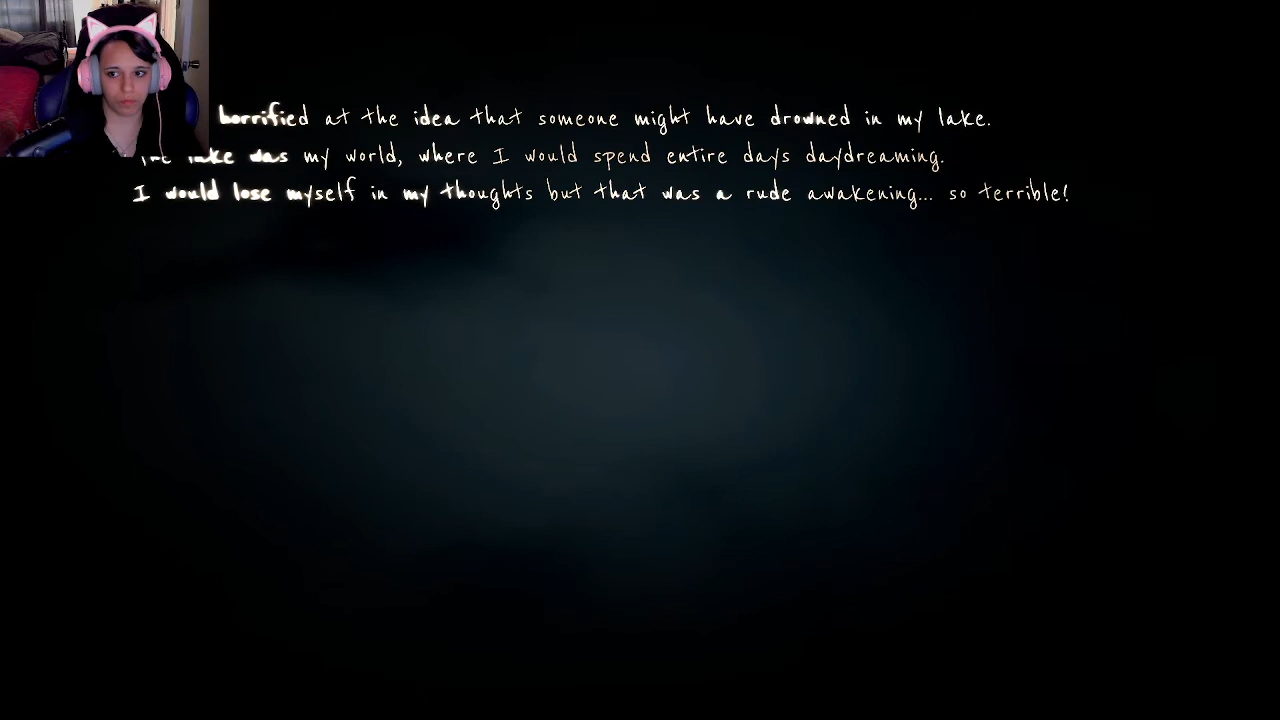 horrified at the idea that someone might have drowned in my lake.
The lake was my world, where I would spend entire days daydreaming.
I would lose myself in my thoughts but that was a rude awakening... so terrible!